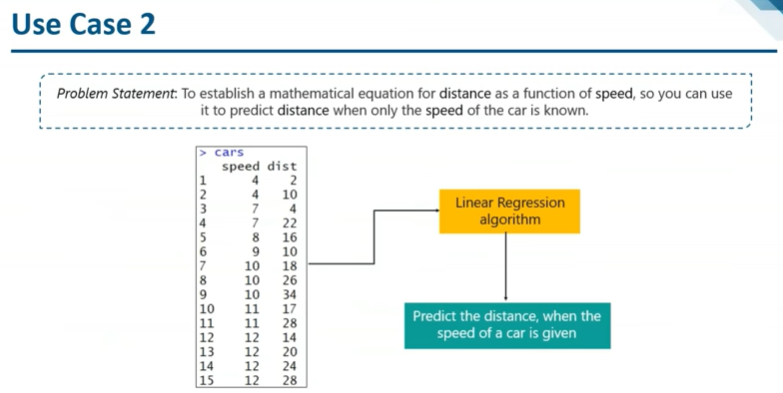 Use Case 2
Problem Statement: To establish a mathematical equation for distance as a function of speed, so you can use
it to predict distance when only the speed of the car is known.
> cars
speed dist
1 4 2
2 4 10
3 7 4
4 7 22
5 8 16
6 9 10
7 10 18
8 10 26
9 10 34
10 11 17
11 11 28
12 12 14
13 12 20
14 12 24
15 12 28
Linear Regression
algorithm
Predict the distance, when the
speed of a car is given